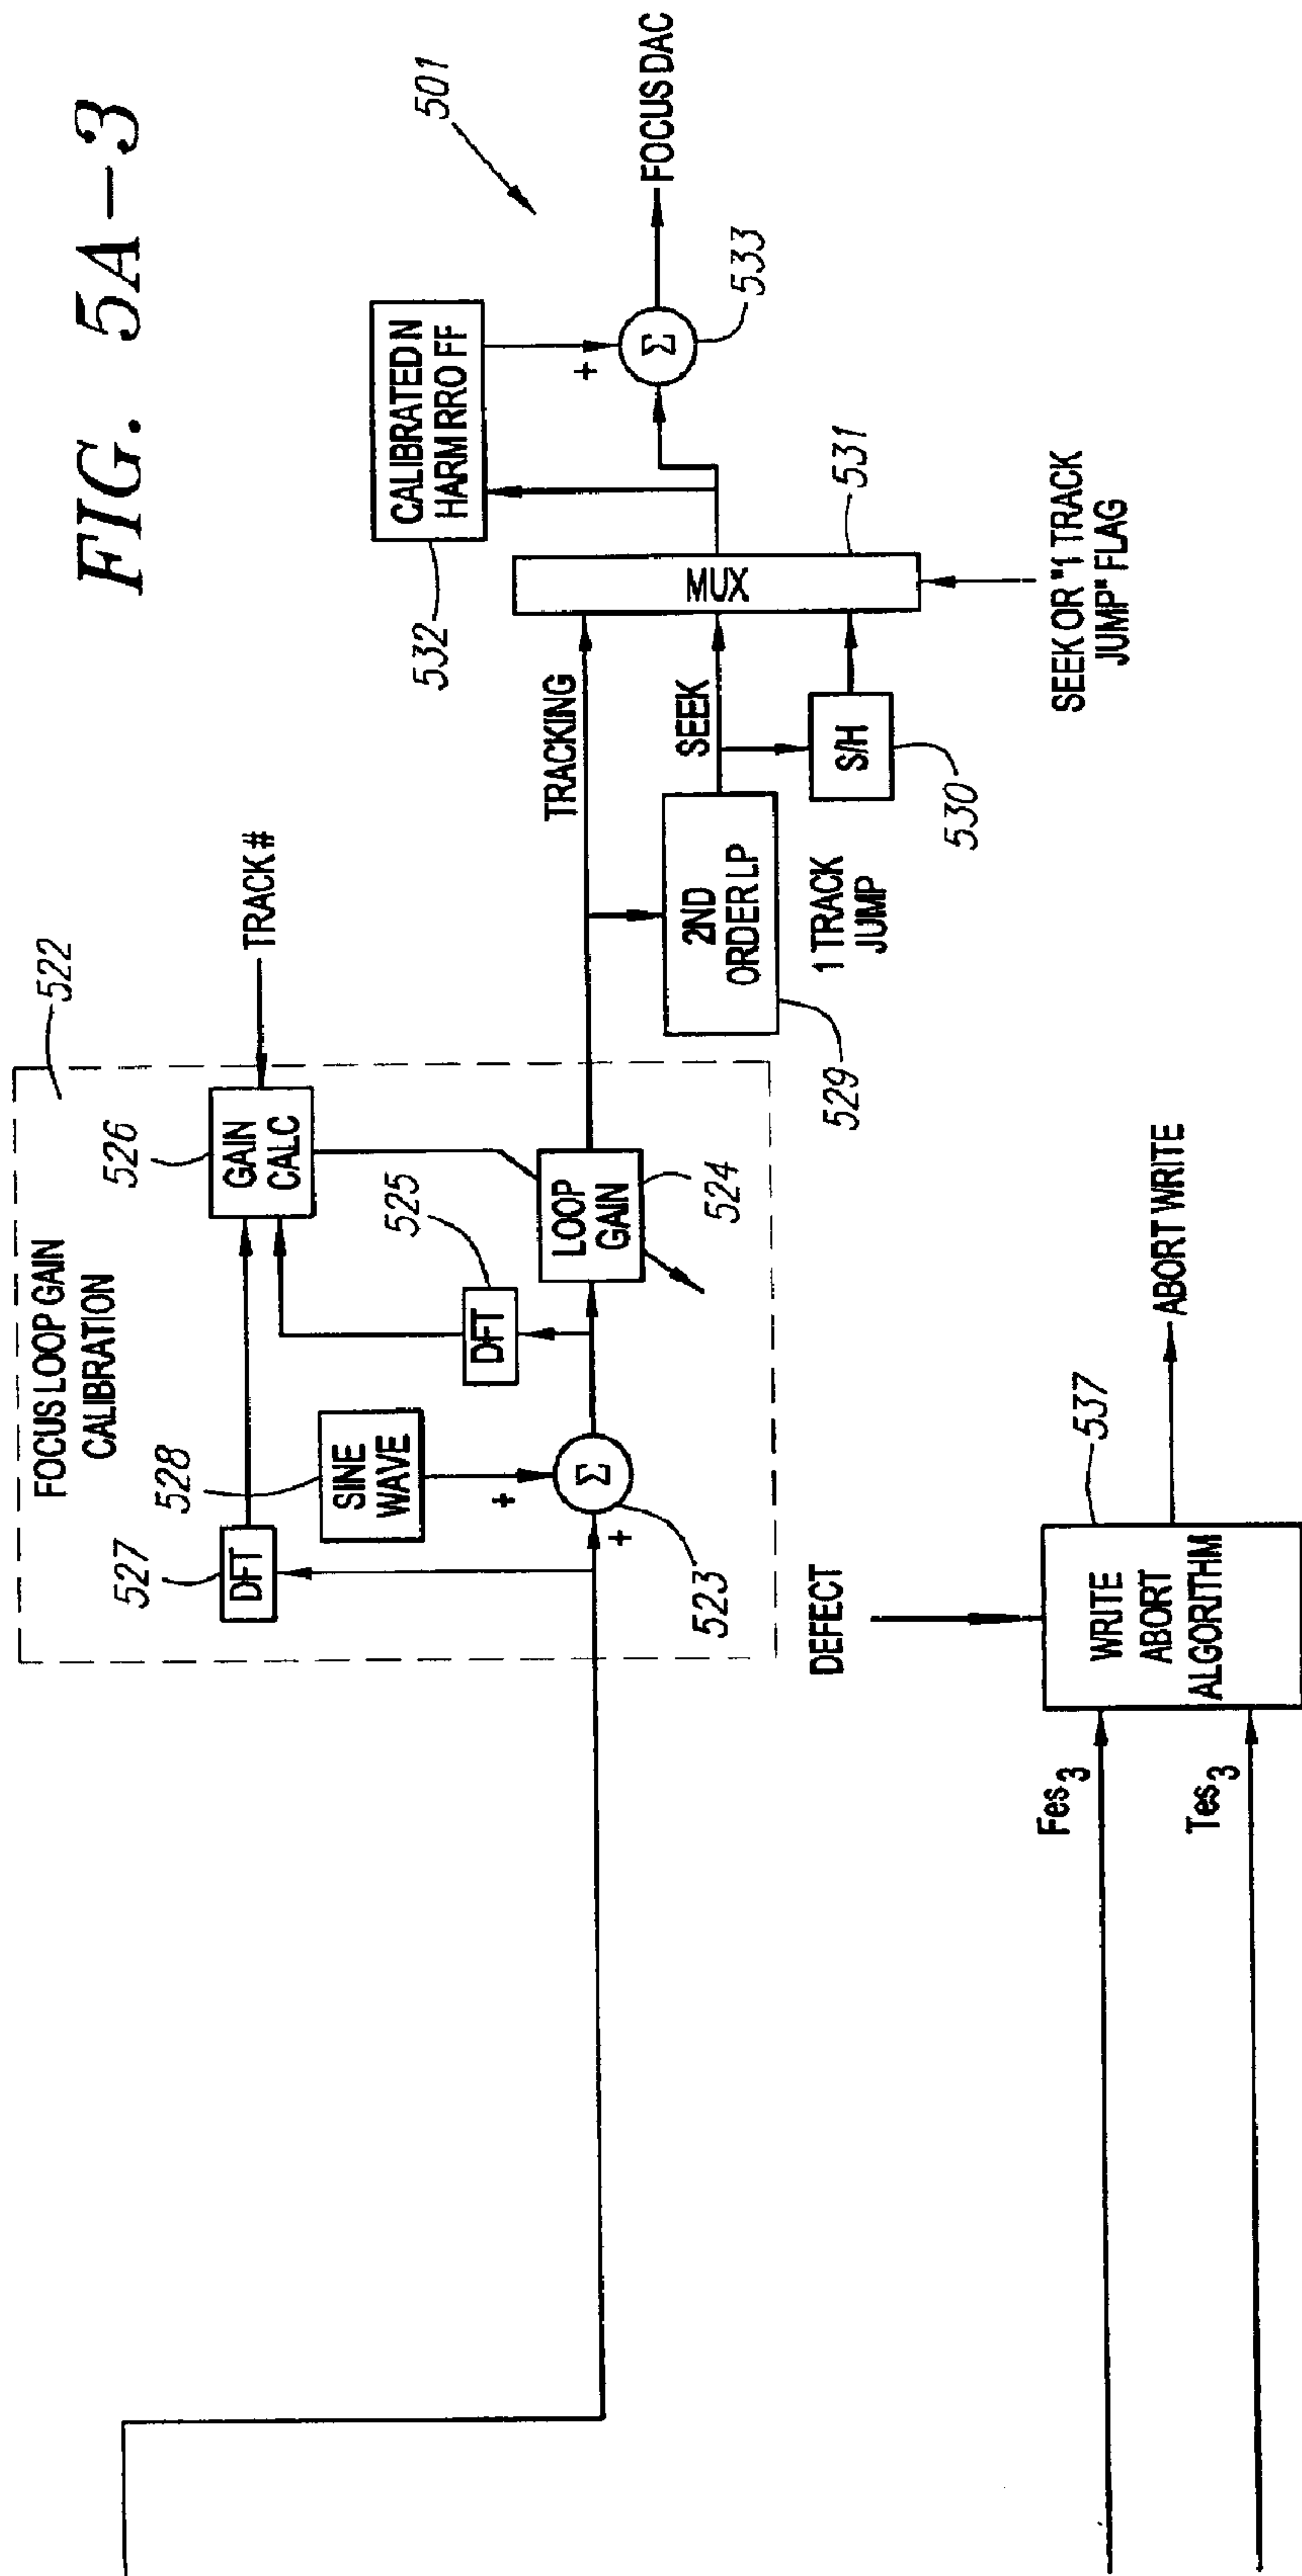 FIG. 5A-3
501
FOCUS DAC
533
Σ
+
CALIBRATED N
HARM RRO FF
532
531
MUX
SEEK OR "1 TRACK
JUMP" FLAG
TRACKING
SEEK
S/H
530
2ND
ORDER LP
529
1 TRACK
JUMP
TRACK #
522
FOCUS LOOP GAIN
CALIBRATION
526
GAIN
CALC
525
DFT
LOOP
GAIN
524
527
DFT
528
SINE
WAVE
+
Σ
+
523
DEFECT
537
WRITE
ABORT
ALGORITHM
ABORT WRITE
Fes3
Tes3